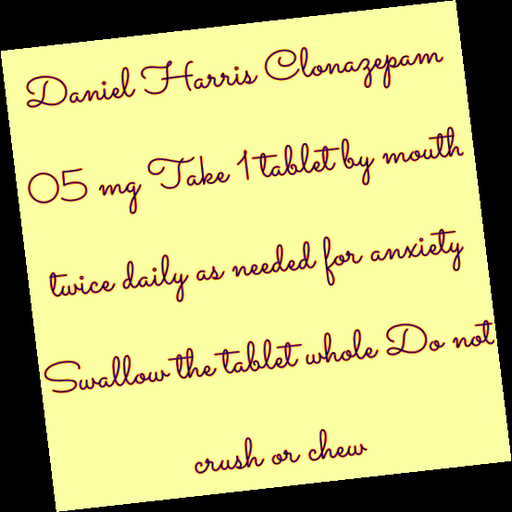 Daniel Harris Clonazepam
05 mg Take 1 tablet by mouth
twice daily as needed for anxiety
Swallow the tablet whole Do not
crush or chew